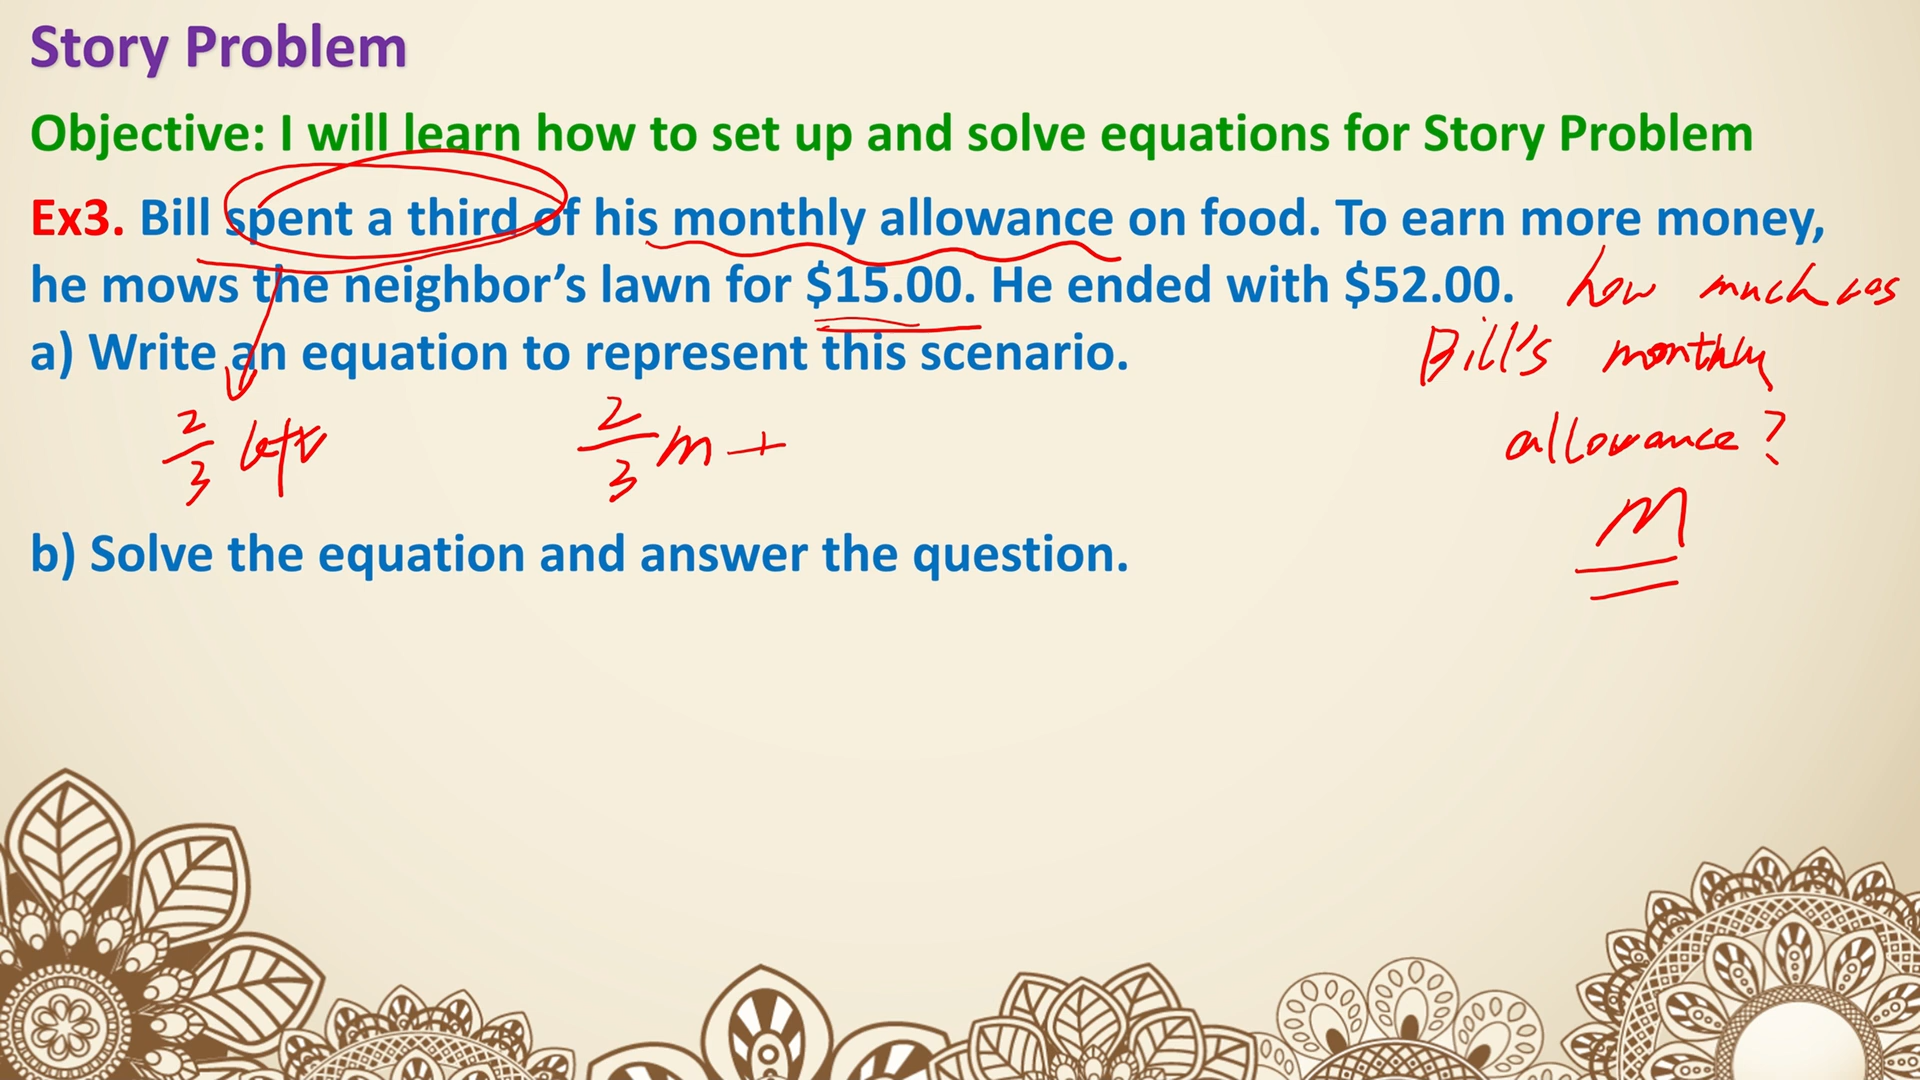 Story Problem
Objective: I will learn how to set up and solve equations for Story Problem
Ex3. Bill spent a third of his monthly allowance on food. To earn more money,
he mows the neighbor’s lawn for $15.00. He ended with $52.00.
how much was
a) Write an equation to represent this scenario.
Bill's monthly
allowance?
2/3 left
2/3 m +
m
b) Solve the equation and answer the question.